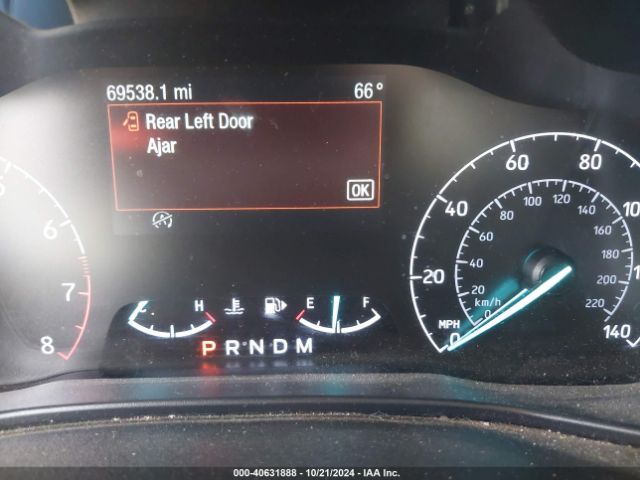 69538.1 mi 66°
Rear Left Door
Ajar
OK
6
7
8
C H E F
P R N D M
0 20 40 60 80
140
MPH
km/h
0 20 40 60 80 100 120 140 160 180 200 220
000-40631888 - 10/21/2024 - IAA Inc.